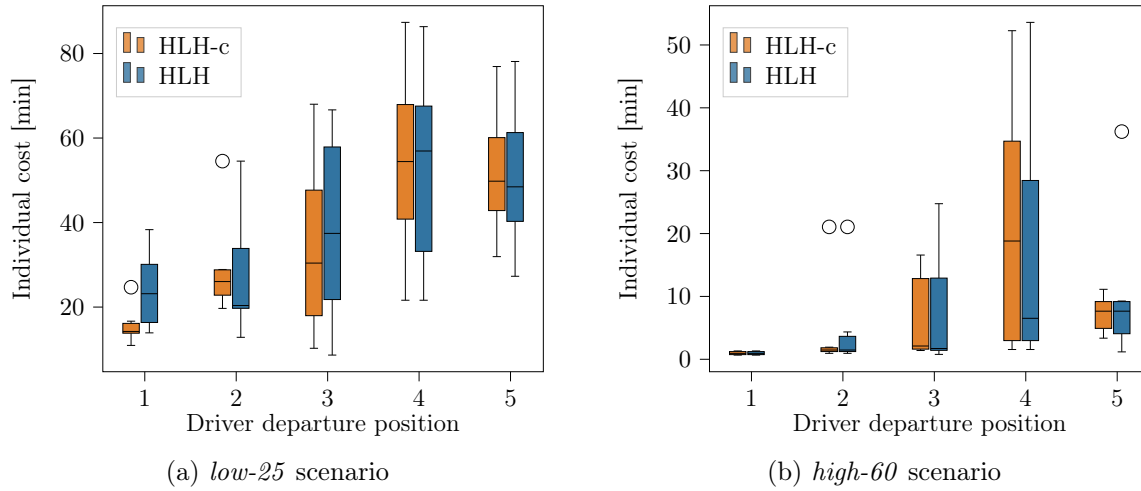 80
60
40
20
Individual cost [min]
HLH-c
HLH
1 2 3 4 5
Driver departure position
(a) low-25 scenario
50
40
30
20
10
0
Individual cost [min]
HLH-c
HLH
1 2 3 4 5
Driver departure position
(b) high-60 scenario